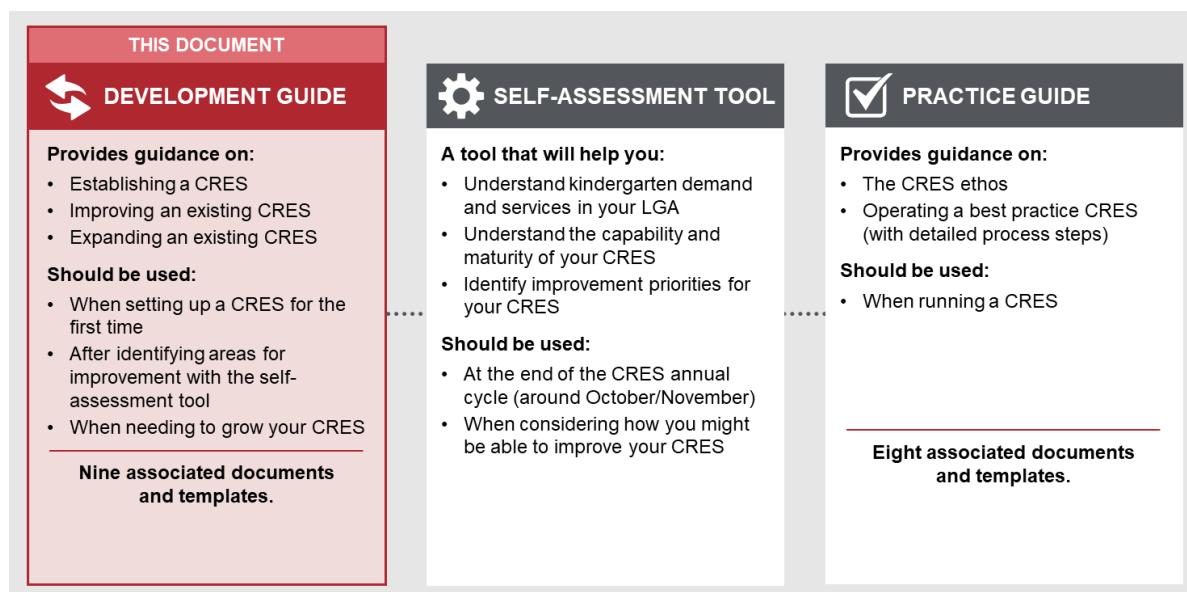 THIS DOCUMENT
DEVELOPMENT GUIDE
Provides guidance on:
• Establishing a CRES
• Improving an existing CRES
• Expanding an existing CRES
Should be used:
• When setting up a CRES for the
first time
• After identifying areas for
improvement with the self-
assessment tool
• When needing to grow your CRES
Nine associated documents
and templates.
SELF-ASSESSMENT TOOL
A tool that will help you:
• Understand kindergarten demand
and services in your LGA
• Understand the capability and
maturity of your CRES
• Identify improvement priorities for
your CRES
Should be used:
• At the end of the CRES annual
cycle (around October/November)
• When considering how you might
be able to improve your CRES
PRACTICE GUIDE
Provides guidance on:
• The CRES ethos
• Operating a best practice CRES
(with detailed process steps)
Should be used:
• When running a CRES
Eight associated documents
and templates.